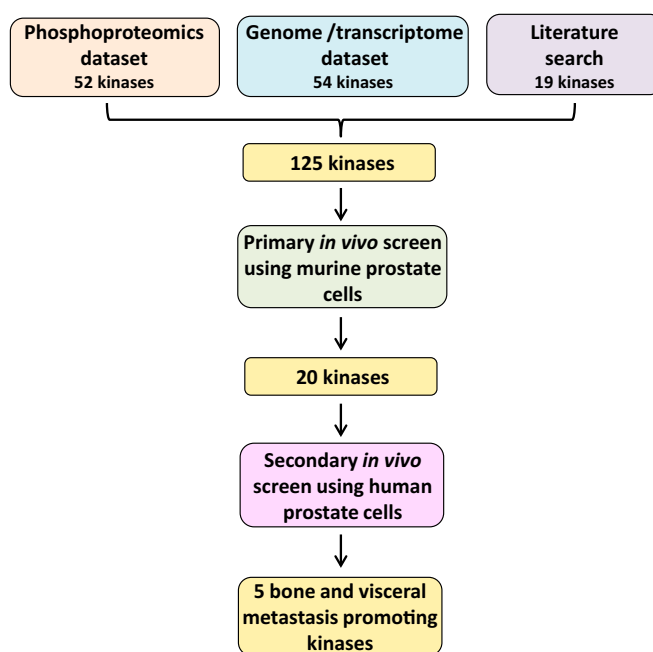 Phosphoproteomics
dataset
52 kinases
Genome /transcriptome
dataset
54 kinases
Literature
search
19 kinases
125 kinases
Primary in vivo screen
using murine prostate
cells
20 kinases
Secondary in vivo
screen using human
prostate cells
5 bone and visceral
metastasis promoting
kinases